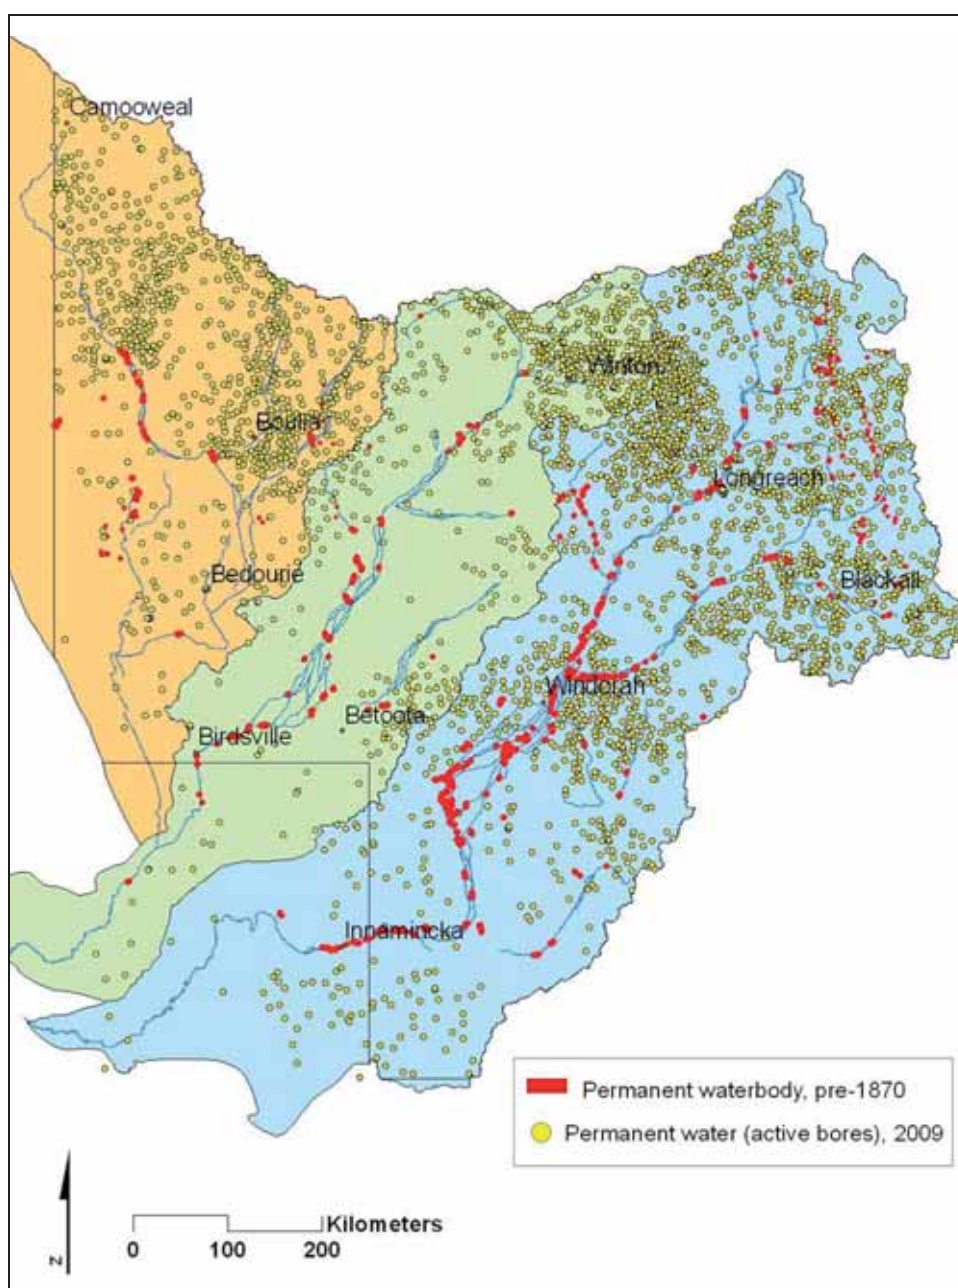 Camooweal
Winton
Boulia
Longreach
Bedourie
Blackall
Windorah
Betoota
Birdsville
Innamincka
Permanent waterbody, pre-1870
Permanent water (active bores), 2009
Kilometers
0 100 200
N